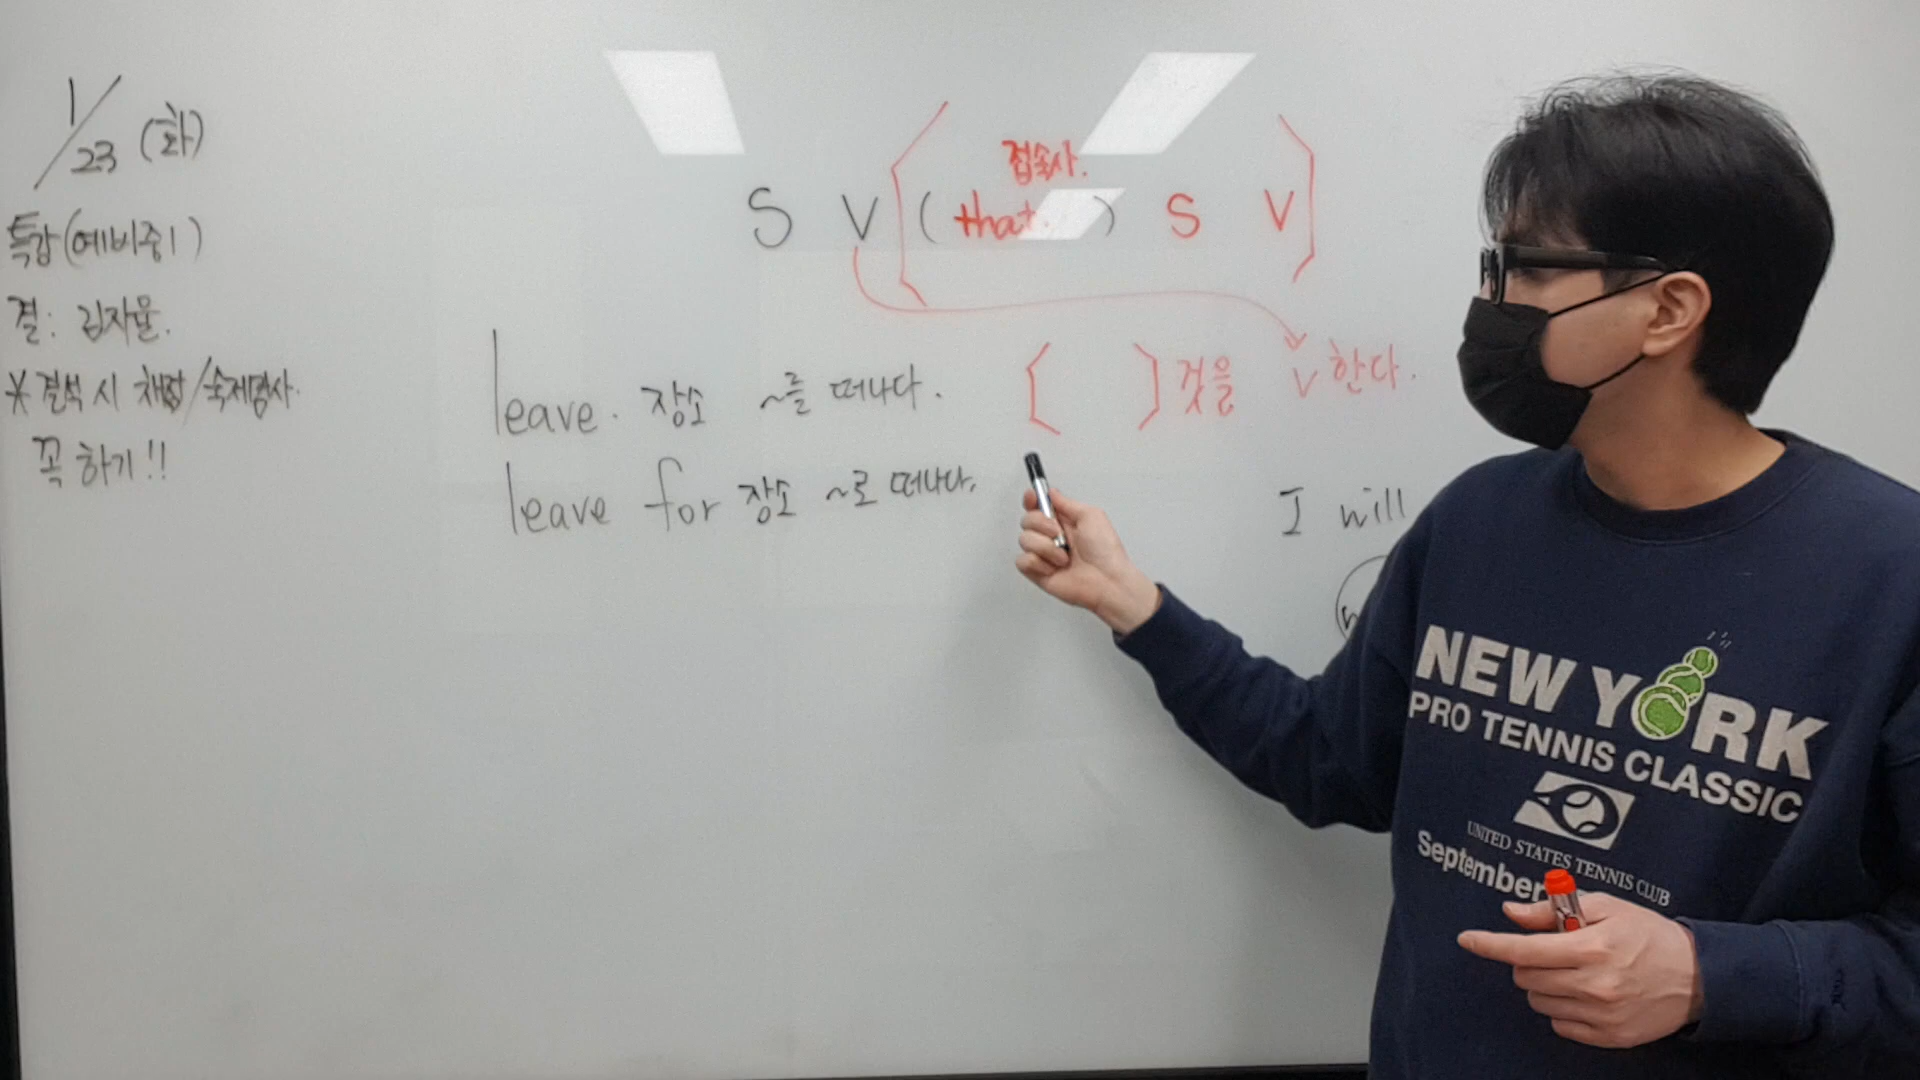 1/23 (화)
특강(예비중1)
결: 김자율.
* 결석 시 채점/숙제검사.
꼭 하기!!
접속사.
S V ( that ) S V
leave. 장소 ~를 떠나다.
[ ] 것을 V한다.
leave for 장소 ~로 떠나다.
I will
NEW YORK
PRO TENNIS CLASSIC
UNITED STATES TENNIS CLUB
September